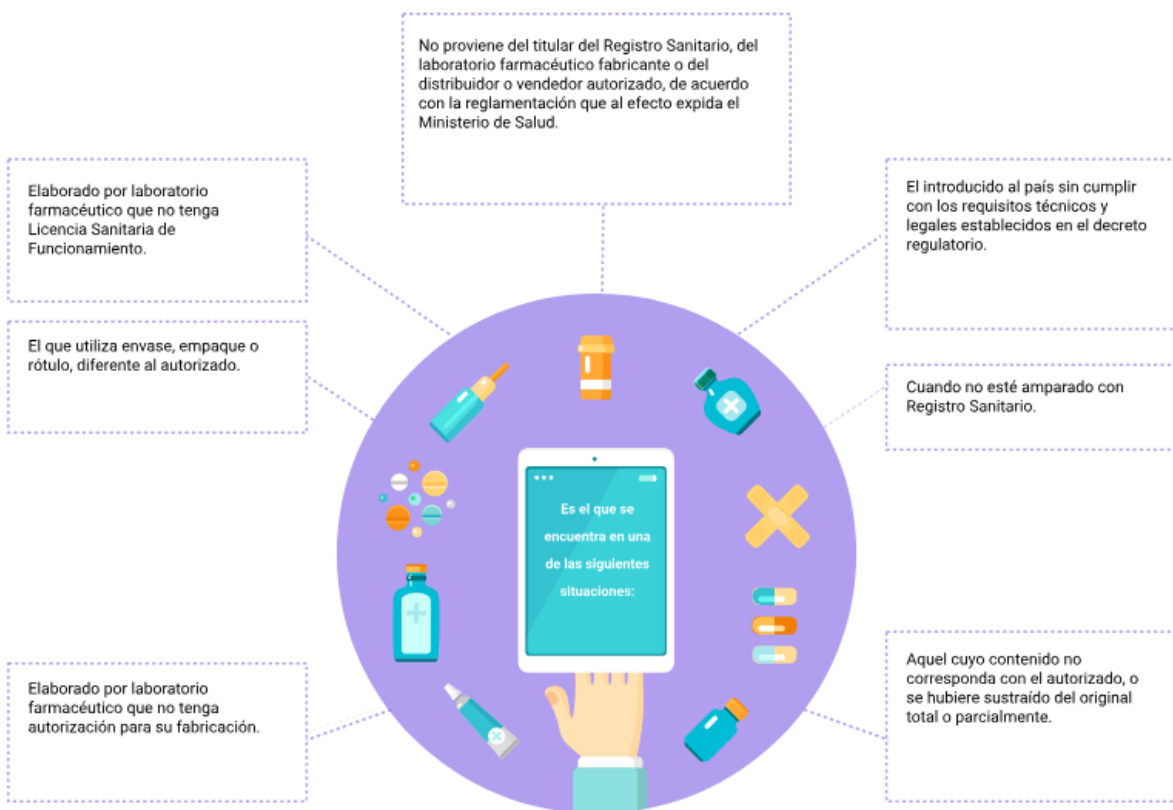 No proviene del titular del Registro Sanitario, del
laboratorio farmacéutico fabricante o del
distribuidor o vendedor autorizado, de acuerdo
con la reglamentación que al efecto expida el
Ministerio de Salud.
Elaborado por laboratorio
farmacéutico que no tenga
Licencia Sanitaria de
Funcionamiento.
El introducido al país sin cumplir
con los requisitos técnicos y
legales establecidos en el decreto
regulatorio.
El que utiliza envase, empaque o
rótulo, diferente al autorizado.
Cuando no esté amparado con
Registro Sanitario.
Es el que se
encuentra en una
de las siguientes
situaciones:
Elaborado por laboratorio
farmacéutico que no tenga
autorización para su fabricación.
Aquel cuyo contenido no
corresponda con el autorizado, o
se hubiere sustraído del original
total o parcialmente.